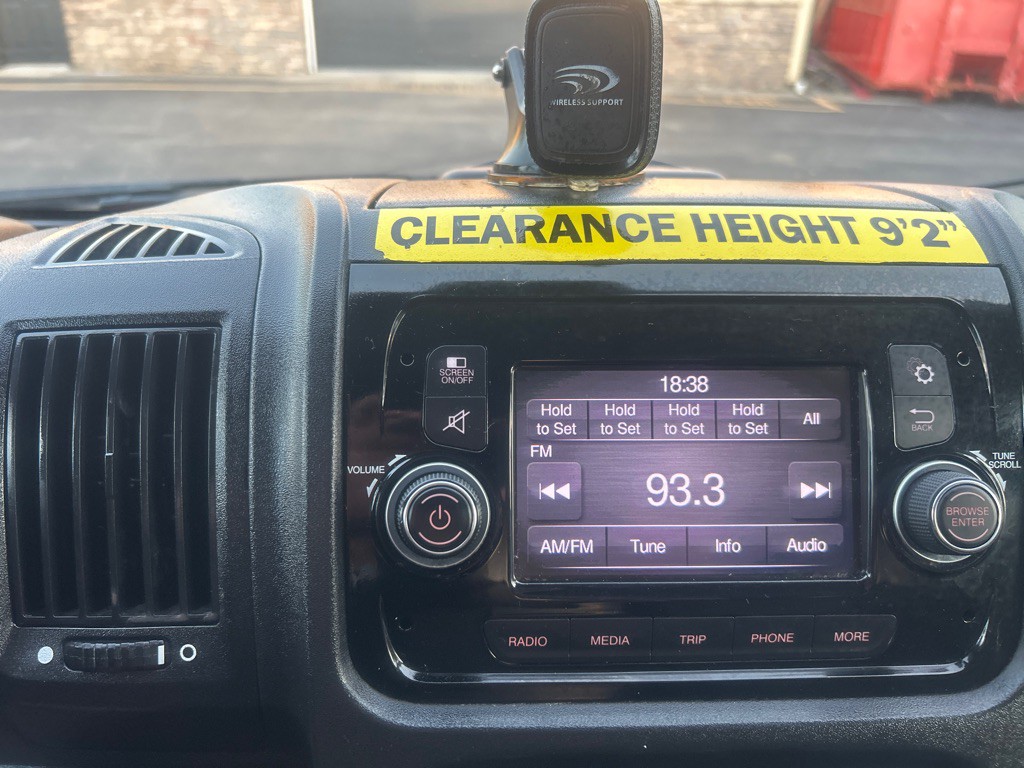 WIRELESS SUPPORT
CLEARANCE HEIGHT 9'2"
SCREEN
ON/OFF
18:38
Hold to Set
Hold to Set
Hold to Set
Hold to Set
All
BACK
FM
VOLUME
TUNE
SCROLL
93.3
BROWSE
ENTER
AM/FM
Tune
Info
Audio
RADIO
MEDIA
TRIP
PHONE
MORE